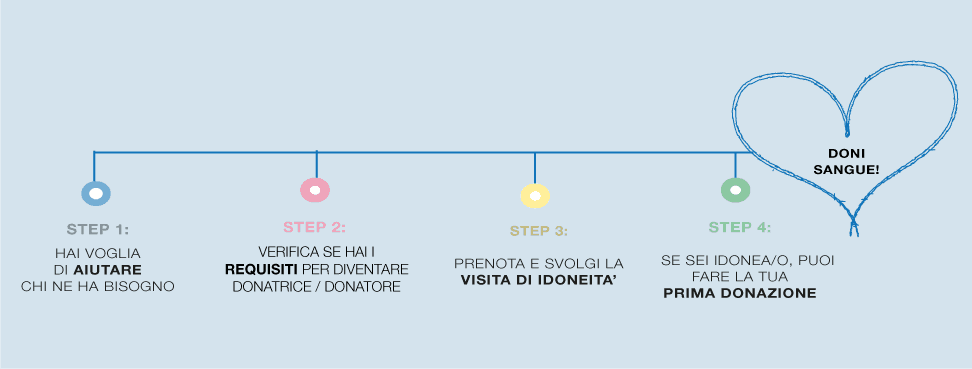 DONI
SANGUE!
STEP 1:
HAI VOGLIA
DI AIUTARE
CHI NE HA BISOGNO
STEP 2:
VERIFICA SE HAI I
REQUISITI PER DIVENTARE
DONATRICE / DONATORE
STEP 3:
PRENOTA E SVOLGI LA
VISITA DI IDONEITA’
STEP 4:
SE SEI IDONEA/O, PUOI
FARE LA TUA
PRIMA DONAZIONE